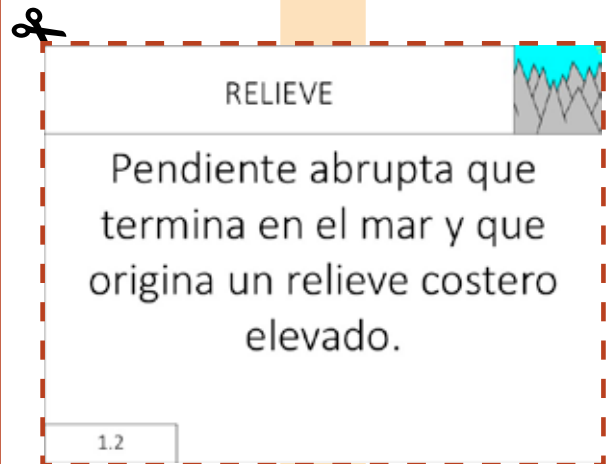 RELIEVE
Pendiente abrupta que
termina en el mar y que
origina un relieve costero
elevado.
1.2